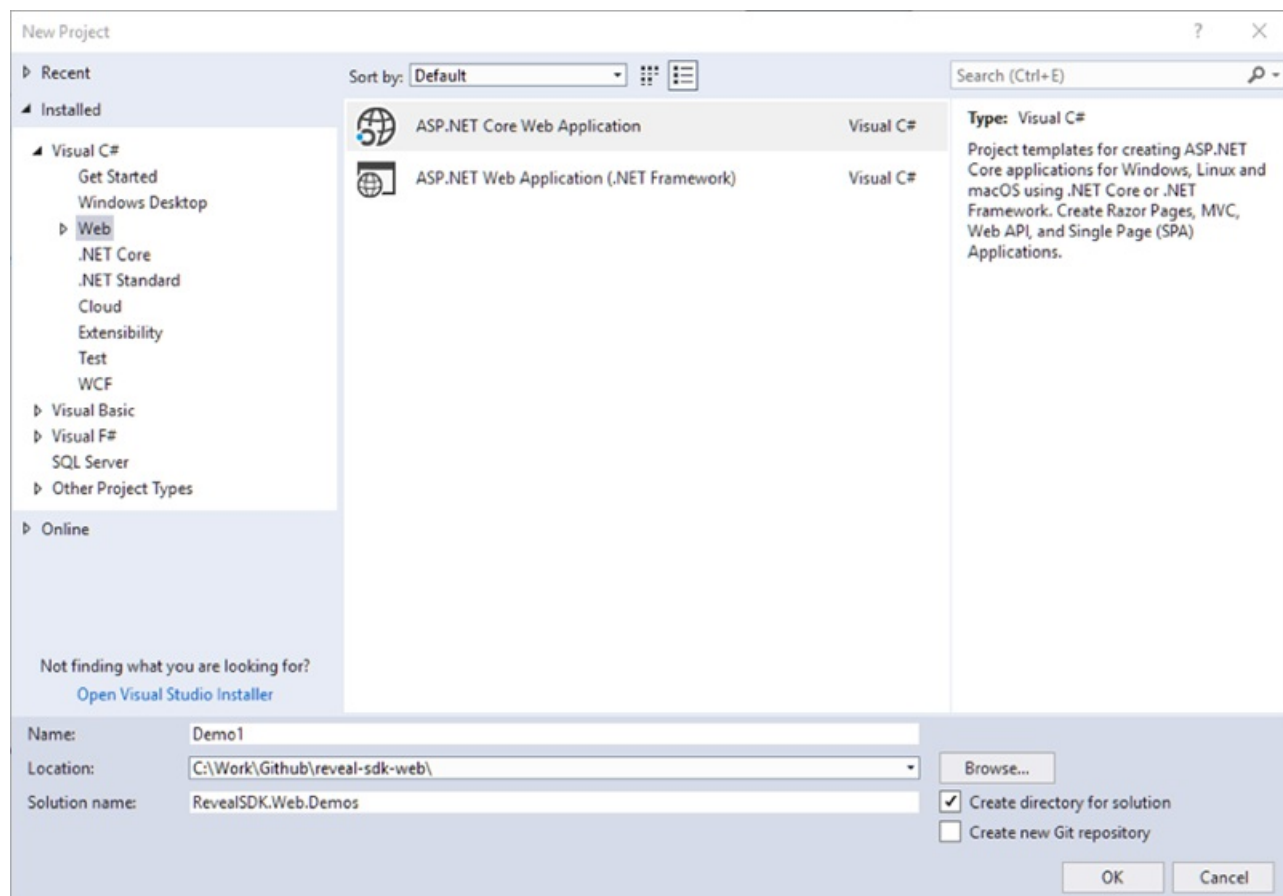 New Project
?
Recent
Installed
Visual C#
Get Started
Windows Desktop
Web
.NET Core
.NET Standard
Cloud
Extensibility
Test
WCF
Visual Basic
Visual F#
SQL Server
Other Project Types
Online
Not finding what you are looking for?
Open Visual Studio Installer
Sort by: Default
ASP.NET Core Web Application Visual C#
ASP.NET Web Application (.NET Framework) Visual C#
Search (Ctrl+E)
Type: Visual C#
Project templates for creating ASP.NET
Core applications for Windows, Linux and
macOS using .NET Core or .NET
Framework. Create Razor Pages, MVC,
Web API, and Single Page (SPA)
Applications.
Name: Demo1
Location: C:\Work\Github\reveal-sdk-web\ Browse...
Solution name: RevealSDK.Web.Demos Create directory for solution
Create new Git repository
OK Cancel